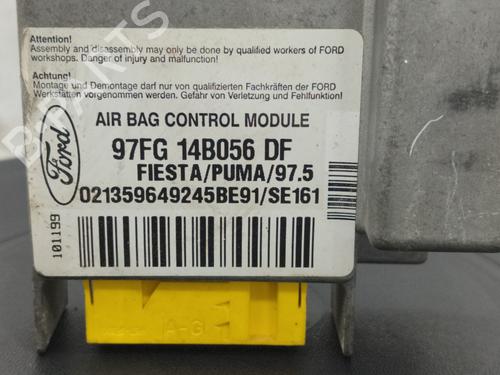 Attention!
Assembly and disassembly may only be done by qualified workers of FORD
workshops. Danger of injury and malfunction!
Achtung!
Montage und Demontage darf nur von qualifizierten Fachkräften der FORD
Werkstätten vorgenommen werden. Gefahr von Verletzung und Fehlfunktion!
Ford
AIR BAG CONTROL MODULE
97FG 14B056 DF
FIESTA/PUMA/97.5
021359649245BE91/SE161
101199
A-G